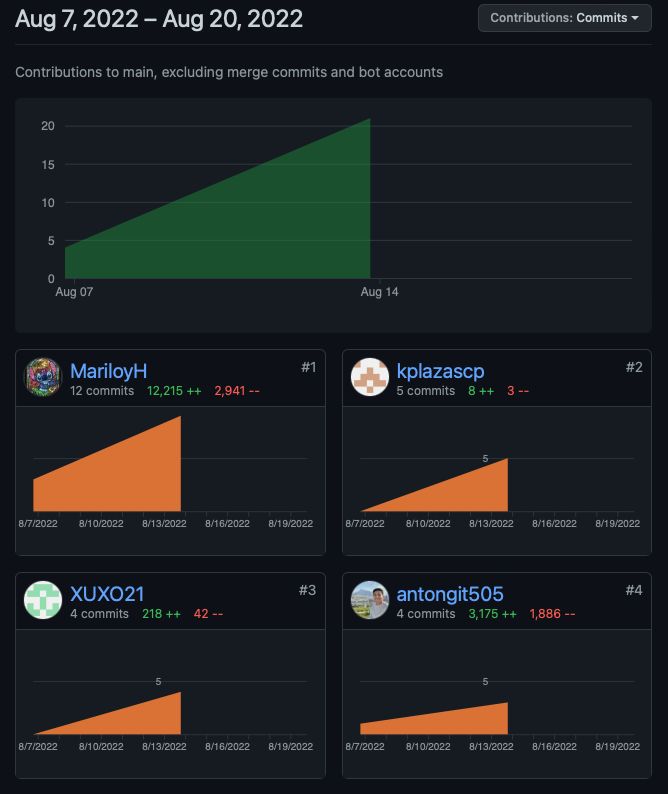 Aug 7, 2022 – Aug 20, 2022
Contributions: Commits
Contributions to main, excluding merge commits and bot accounts
20
15
10
5
0
Aug 07 Aug 14
MariloyH #1
12 commits 12,215 ++ 2,941 --
8/7/2022 8/10/2022 8/13/2022 8/16/2022 8/19/2022
kplazascp #2
5 commits 8 ++ 3 --
5
8/7/2022 8/10/2022 8/13/2022 8/16/2022 8/19/2022
XUXO21 #3
4 commits 218 ++ 42 --
5
8/7/2022 8/10/2022 8/13/2022 8/16/2022 8/19/2022
antongit505 #4
4 commits 3,175 ++ 1,886 --
5
8/7/2022 8/10/2022 8/13/2022 8/16/2022 8/19/2022